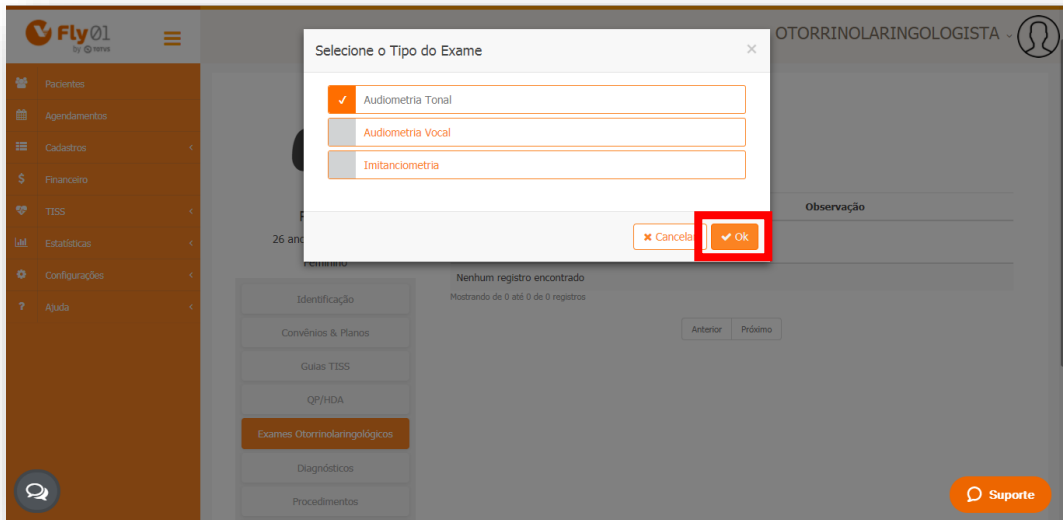 Fly01
by nerus
OTORRINOLARINGOLOGISTA
Selecione o Tipo do Exame
Audiometria Tonal
Audiometria Vocal
Imitanciometria
Cancelar
Ok
Pacientes
Agendamentos
Cadastros
Financeiro
TISS
Estatísticas
Configurações
Ajuda
26
Feminino
Identificação
Convênios & Planos
Guias TISS
QP/HDA
Exames Otorrinolaringológicos
Diagnósticos
Procedimentos
Observação
Nenhum registro encontrado
Mostrando de 0 até 0 de 0 registros
Anterior
Próximo
Suporte